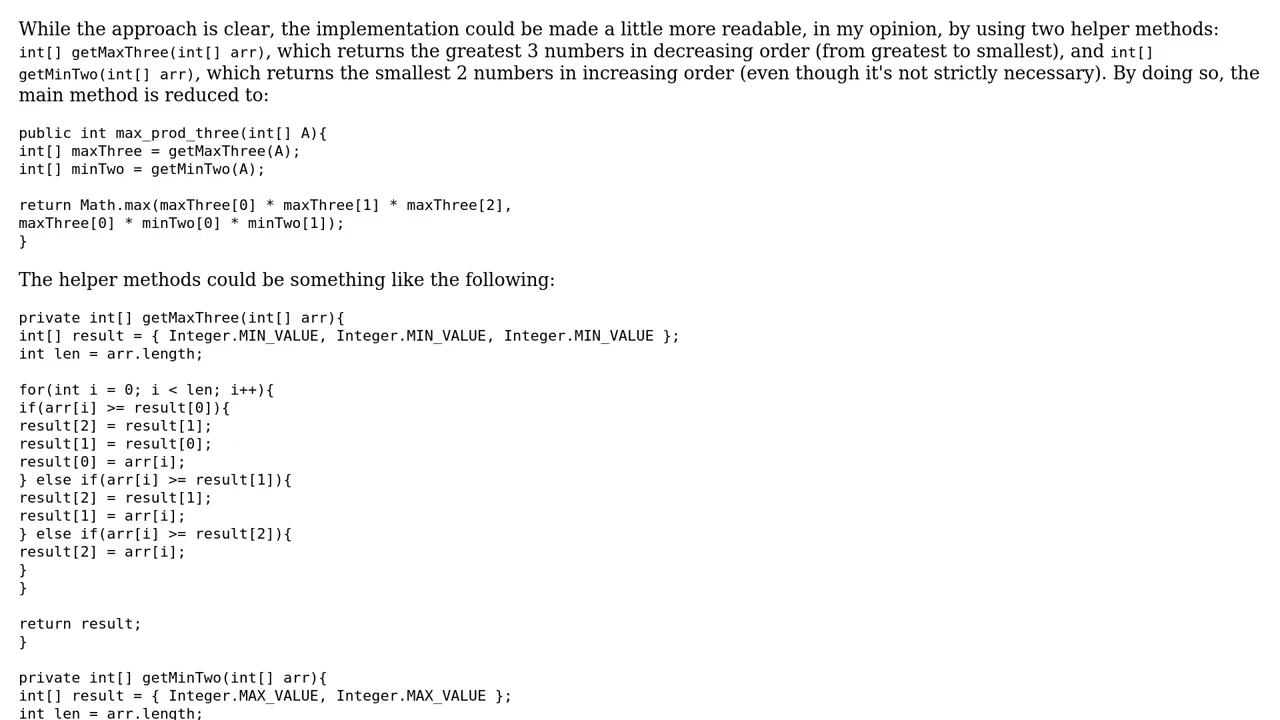 While the approach is clear, the implementation could be made a little more readable, in my opinion, by using two helper methods:
int[] getMaxThree(int[] arr), which returns the greatest 3 numbers in decreasing order (from greatest to smallest), and int[]
getMinTwo(int[] arr), which returns the smallest 2 numbers in increasing order (even though it's not strictly necessary). By doing so, the
main method is reduced to:
public int max_prod_three(int[] A){
int[] maxThree = getMaxThree(A);
int[] minTwo = getMinTwo(A);
return Math.max(maxThree[0] * maxThree[1] * maxThree[2],
maxThree[0] * minTwo[0] * minTwo[1]);
}
The helper methods could be something like the following:
private int[] getMaxThree(int[] arr){
int[] result = { Integer.MIN_VALUE, Integer.MIN_VALUE, Integer.MIN_VALUE };
int len = arr.length;
for(int i = 0; i < len; i++){
if(arr[i] >= result[0]){
result[2] = result[1];
result[1] = result[0];
result[0] = arr[i];
} else if(arr[i] >= result[1]){
result[2] = result[1];
result[1] = arr[i];
} else if(arr[i] >= result[2]){
result[2] = arr[i];
}
}
return result;
}
private int[] getMinTwo(int[] arr){
int[] result = { Integer.MAX_VALUE, Integer.MAX_VALUE };
int len = arr.length;